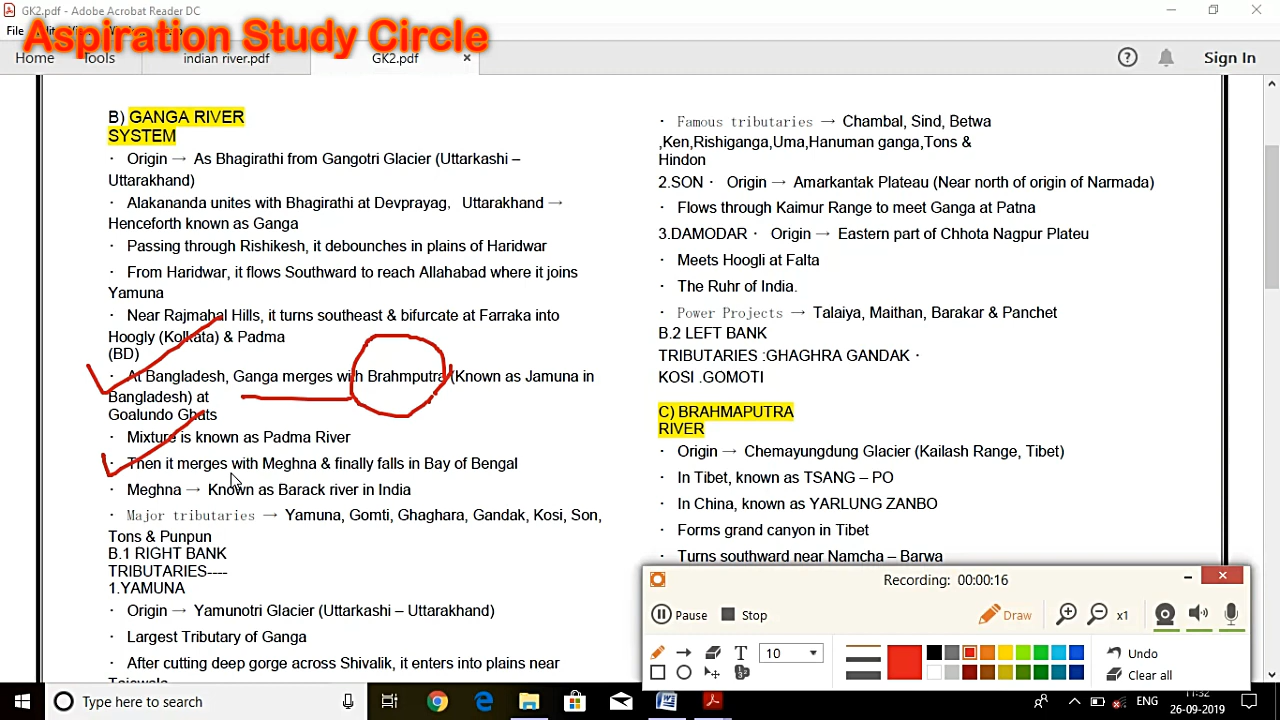 GK2.pdf - Adobe Acrobat Reader DC
File
Aspiration Study Circle
Home
Tools
indian river.pdf
GK2.pdf
×
Sign In
B) GANGA RIVER
SYSTEM
· Origin → As Bhagirathi from Gangotri Glacier (Uttarkashi –
Uttarakhand)
· Alakananda unites with Bhagirathi at Devprayag, Uttarakhand →
Henceforth known as Ganga
· Passing through Rishikesh, it debounches in plains of Haridwar
· From Haridwar, it flows Southward to reach Allahabad where it joins
Yamuna
· Near Rajmahal Hills, it turns southeast & bifurcate at Farraka into
Hoogly (Kolkata) & Padma
(BD)
· At Bangladesh, Ganga merges with Brahmputra (Known as Jamuna in
Bangladesh) at
Goalundo Ghats
· Mixture is known as Padma River
· Then it merges with Meghna & finally falls in Bay of Bengal
· Meghna → Known as Barack river in India
· Major tributaries → Yamuna, Gomti, Ghaghara, Gandak, Kosi, Son,
Tons & Punpun
B.1 RIGHT BANK
TRIBUTARIES----
1.YAMUNA
· Origin → Yamunotri Glacier (Uttarkashi – Uttarakhand)
· Largest Tributary of Ganga
· After cutting deep gorge across Shivalik, it enters into plains near
· Famous tributaries → Chambal, Sind, Betwa
,Ken,Rishiganga,Uma,Hanuman ganga,Tons &
Hindon
2.SON · Origin → Amarkantak Plateau (Near north of origin of Narmada)
· Flows through Kaimur Range to meet Ganga at Patna
3.DAMODAR · Origin → Eastern part of Chhota Nagpur Plateu
· Meets Hoogli at Falta
· The Ruhr of India.
· Power Projects → Talaiya, Maithan, Barakar & Panchet
B.2 LEFT BANK
TRIBUTARIES :GHAGHRA GANDAK ·
KOSI .GOMOTI
C) BRAHMAPUTRA
RIVER
· Origin → Chemayungdung Glacier (Kailash Range, Tibet)
· In Tibet, known as TSANG – PO
· In China, known as YARLUNG ZANBO
· Forms grand canyon in Tibet
· Turns southward near Namcha – Barwa
Recording: 00:00:16
Pause
Stop
Draw
x1
T
10
Undo
Clear all
Type here to search
ENG
11:32
26-09-2019